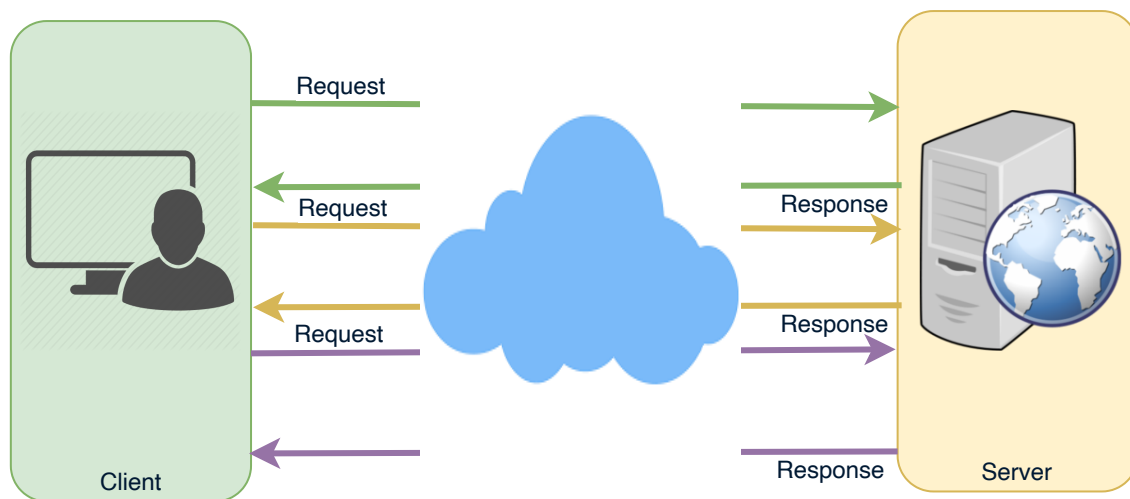 Request
Response
Request
Response
Request
Response
Client
Server